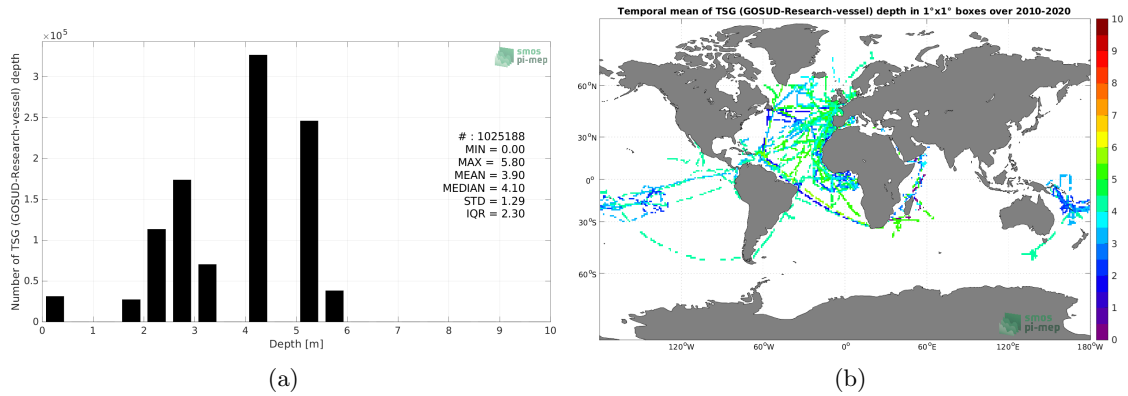 ×10⁵
3
2.5
2
1.5
1
0.5
0
Number of TSG (GOSUD-Research-vessel) depth
smos
pi-mep
# : 1025188
MIN = 0.00
MAX = 5.80
MEAN = 3.90
MEDIAN = 4.10
STD = 1.29
IQR = 2.30
0 1 2 3 4 5 6 7 8 9 10
Depth [m]
(a)
Temporal mean of TSG (GOSUD-Research-vessel) depth in 1°x1° boxes over 2010-2020
60°N
30°N
0°
30°S
60°S
120°W 60°W 0° 60°E 120°E 180°W
smos
pi-mep
10
9
8
7
6
5
4
3
2
1
0
(b)